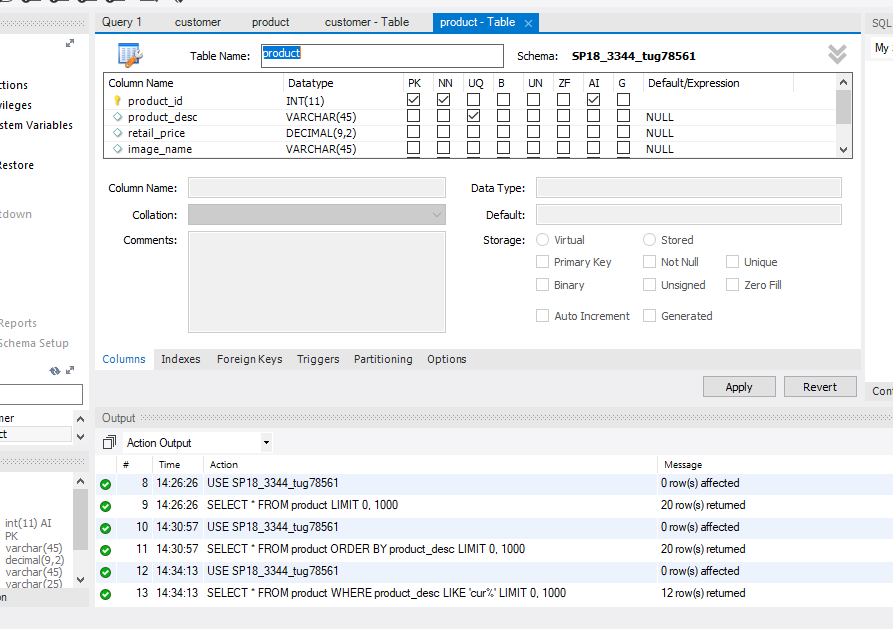 Query 1 customer product customer - Table product - Table ×
SQL
My S
Table Name: product Schema: SP18_3344_tug78561
Column Name Datatype PK NN UQ B UN ZF AI G Default/Expression
product_id INT(11)
product_desc VARCHAR(45) NULL
retail_price DECIMAL(9,2) NULL
image_name VARCHAR(45) NULL
ctions
vileges
stem Variables
Restore
tdown
Reports
Schema Setup
Column Name: Data Type:
Collation: Default:
Comments: Storage: Virtual Stored
Primary Key Not Null Unique
Binary Unsigned Zero Fill
Auto Increment Generated
Columns Indexes Foreign Keys Triggers Partitioning Options
Apply Revert
Cont
mer
ct
Output
Action Output
# Time Action Message
8 14:26:26 USE SP18_3344_tug78561 0 row(s) affected
9 14:26:26 SELECT * FROM product LIMIT 0, 1000 20 row(s) returned
10 14:30:57 USE SP18_3344_tug78561 0 row(s) affected
11 14:30:57 SELECT * FROM product ORDER BY product_desc LIMIT 0, 1000 20 row(s) returned
12 14:34:13 USE SP18_3344_tug78561 0 row(s) affected
13 14:34:13 SELECT * FROM product WHERE product_desc LIKE 'cur%' LIMIT 0, 1000 12 row(s) returned
int(11) AI
PK
varchar(45)
decimal(9,2)
varchar(45)
varchar(25)
on